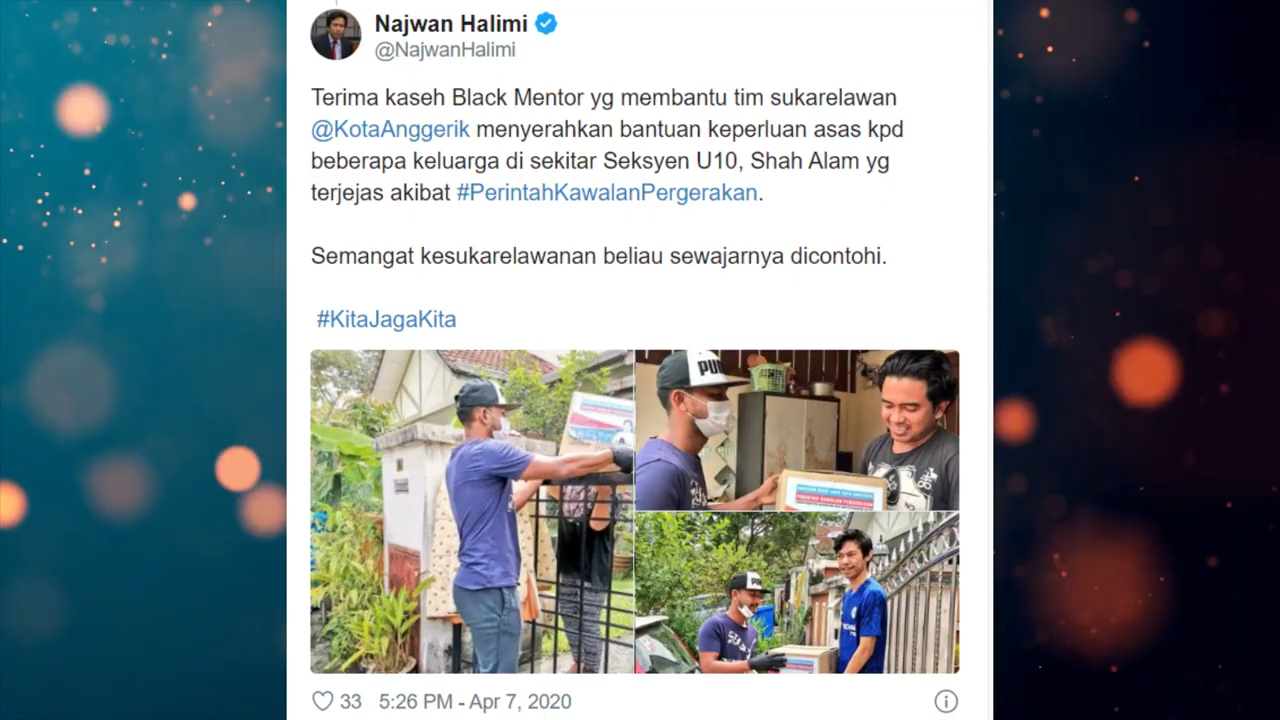 Najwan Halimi
@NajwanHalimi
Terima kaseh Black Mentor yg membantu tim sukarelawan
@KotaAnggerik menyerahkan bantuan keperluan asas kpd
beberapa keluarga di sekitar Seksyen U10, Shah Alam yg
terjejas akibat #PerintahKawalanPergerakan.
Semangat kesukarelawanan beliau sewajarnya dicontohi.
#KitaJagaKita
33 5:26 PM - Apr 7, 2020